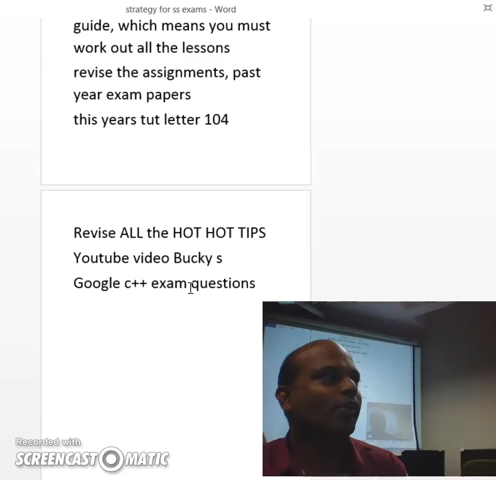 strategy for ss exams - Word
guide, which means you must
work out all the lessons
revise the assignments, past
year exam papers
this years tut letter 104
Revise ALL the HOT HOT TIPS
Youtube video Bucky s
Google c++ exam questions
Recorded with
SCREENCAST-O-MATIC